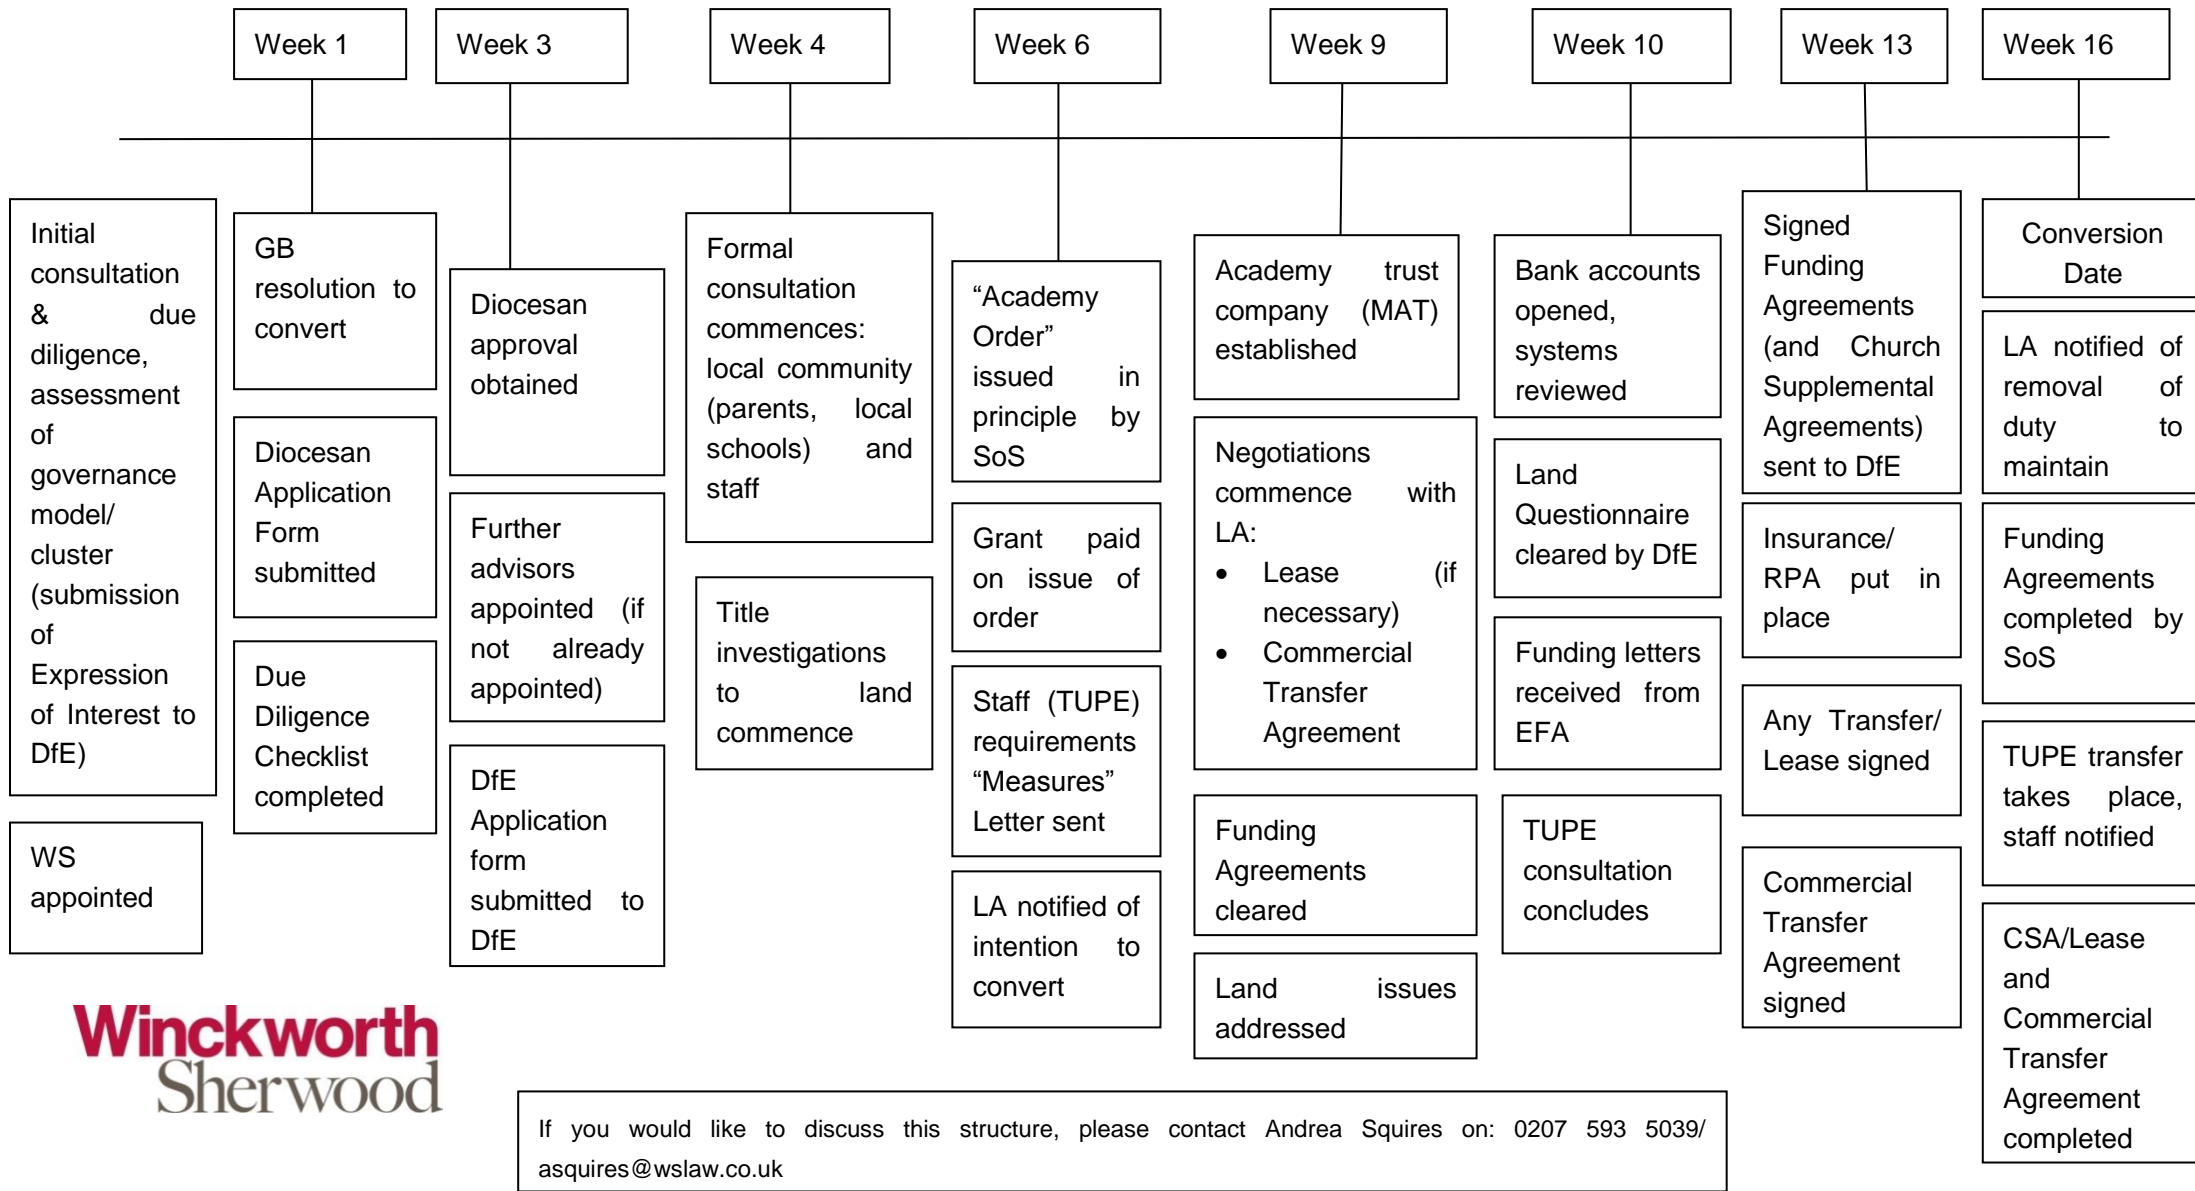 Week 1
Week 3
Week 4
Week 6
Week 9
Week 10
Week 13
Week 16
Initial
consultation
& due
diligence,
assessment
of
governance
model/
cluster
(submission
of
Expression
of Interest to
DfE)
WS
appointed
GB
resolution to
convert
Diocesan
Application
Form
submitted
Due
Diligence
Checklist
completed
Diocesan
approval
obtained
Further
advisors
appointed (if
not already
appointed)
DfE
Application
form
submitted to
DfE
Formal
consultation
commences:
local community
(parents, local
schools) and
staff
Title
investigations
to land
commence
“Academy
Order”
issued in
principle by
SoS
Grant paid
on issue of
order
Staff (TUPE)
requirements
“Measures”
Letter sent
LA notified of
intention to
convert
Academy trust
company (MAT)
established
Negotiations
commence with
LA:
• Lease (if
necessary)
• Commercial
Transfer
Agreement
Funding
Agreements
cleared
Land issues
addressed
Bank accounts
opened,
systems
reviewed
Land
Questionnaire
cleared by DfE
Funding letters
received from
EFA
TUPE
consultation
concludes
Signed
Funding
Agreements
(and Church
Supplemental
Agreements)
sent to DfE
Insurance/
RPA put in
place
Any Transfer/
Lease signed
Commercial
Transfer
Agreement
signed
Conversion
Date
LA notified of
removal of
duty to
maintain
Funding
Agreements
completed by
SoS
TUPE transfer
takes place,
staff notified
CSA/Lease
and
Commercial
Transfer
Agreement
completed
Winckworth
Sherwood
If you would like to discuss this structure, please contact Andrea Squires on: 0207 593 5039/
asquires@wslaw.co.uk